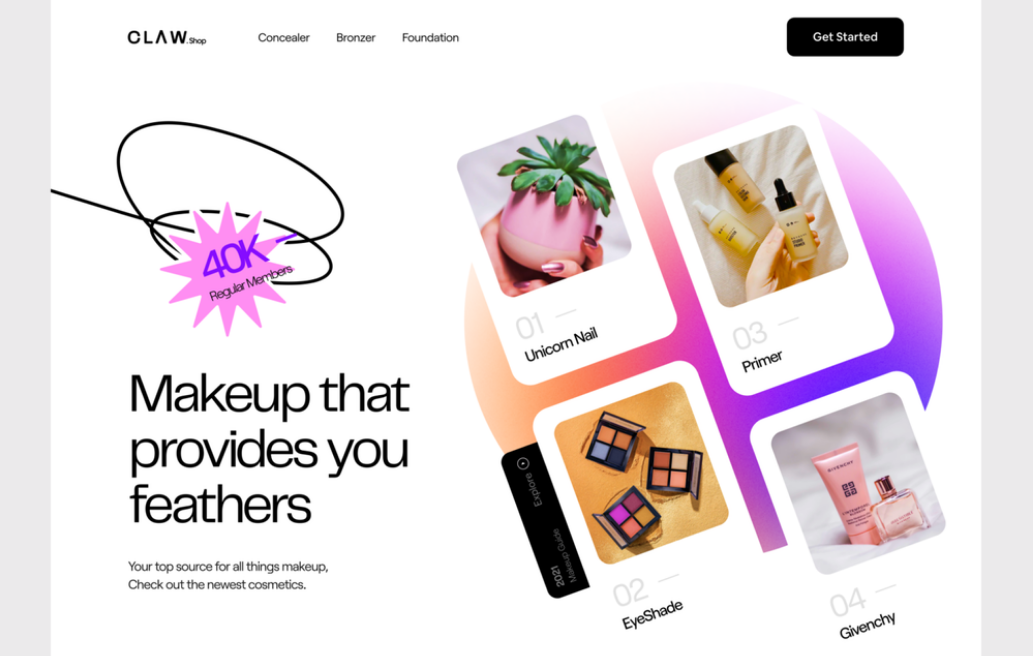 CLAW.Shop
Concealer
Bronzer
Foundation
Get Started
40K
Regular Members
Makeup that
provides you
feathers
Your top source for all things makeup,
Check out the newest cosmetics.
01
Unicorn Nail
03
Primer
Explore
2021
Makeup Guide
02
EyeShade
GIVENCHY
04
Givenchy